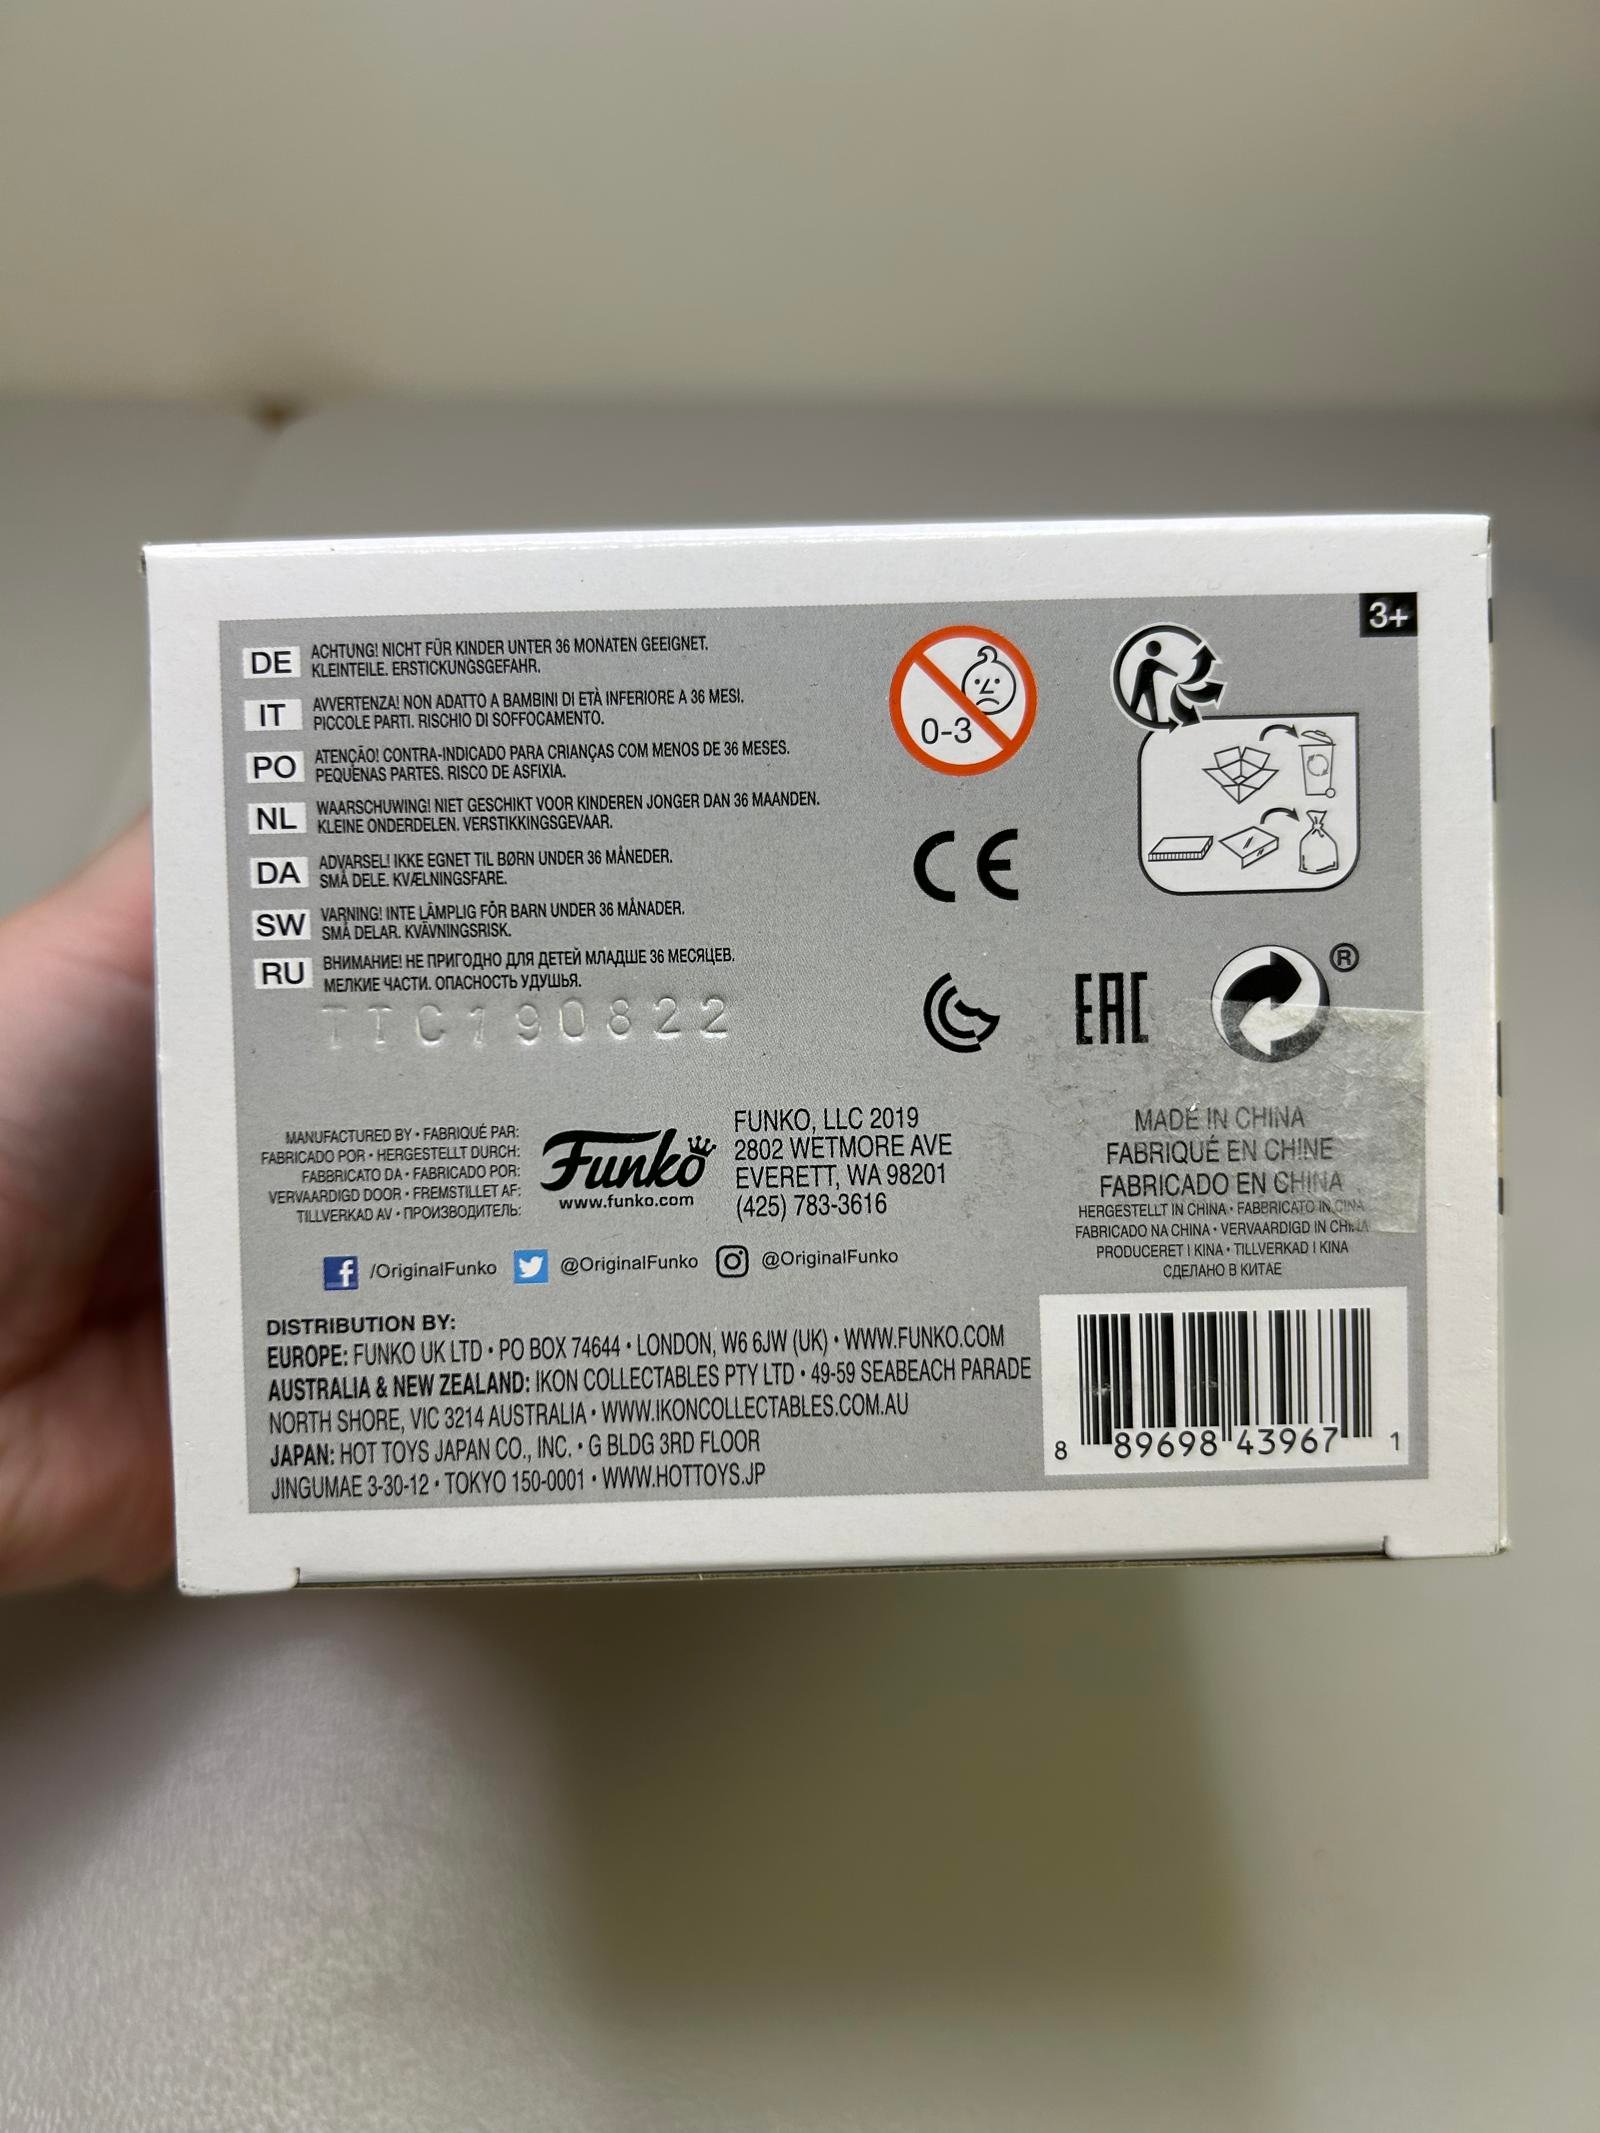 3+
DE ACHTUNG! NICHT FÜR KINDER UNTER 36 MONATEN GEEIGNET.
KLEINTEILE. ERSTICKUNGSGEFAHR.
IT AVVERTENZA! NON ADATTO A BAMBINI DI ETÀ INFERIORE A 36 MESI.
PICCOLE PARTI. RISCHIO DI SOFFOCAMENTO.
PO ATENÇÃO! CONTRA-INDICADO PARA CRIANÇAS COM MENOS DE 36 MESES.
PEQUENAS PARTES. RISCO DE ASFIXIA.
NL WAARSCHUWING! NIET GESCHIKT VOOR KINDEREN JONGER DAN 36 MAANDEN.
KLEINE ONDERDELEN. VERSTIKKINGSGEVAAR.
DA ADVARSEL! IKKE EGNET TIL BØRN UNDER 36 MÅNEDER.
SMÅ DELE. KVÆLNINGSFARE.
SW VARNING! INTE LÄMPLIG FÖR BARN UNDER 36 MÅNADER.
SMÅ DELAR. KVÄVNINGSRISK.
RU ВНИМАНИЕ! НЕ ПРИГОДНО ДЛЯ ДЕТЕЙ МЛАДШЕ 36 МЕСЯЦЕВ.
МЕЛКИЕ ЧАСТИ. ОПАСНОСТЬ УДУШЬЯ.
TTC190822
0-3
CE
EAC
®
MANUFACTURED BY • FABRIQUÉ PAR:
FABRICADO POR • HERGESTELLT DURCH:
FABBRICATO DA • FABRICADO POR:
VERVAARDIGD DOOR • FREMSTILLET AF:
TILLVERKAD AV • ПРОИЗВОДИТЕЛЬ:
Funko
www.funko.com
FUNKO, LLC 2019
2802 WETMORE AVE
EVERETT, WA 98201
(425) 783-3616
MADE IN CHINA
FABRIQUÉ EN CHINE
FABRICADO EN CHINA
HERGESTELLT IN CHINA • FABBRICATO IN CINA
FABRICADO NA CHINA • VERVAARDIGD IN CHINA
PRODUCERET I KINA • TILLVERKAD I KINA
СДЕЛАНО В КИТАЕ
f /OriginalFunko @OriginalFunko @OriginalFunko
DISTRIBUTION BY:
EUROPE: FUNKO UK LTD • PO BOX 74644 • LONDON, W6 6JW (UK) • WWW.FUNKO.COM
AUSTRALIA & NEW ZEALAND: IKON COLLECTABLES PTY LTD • 49-59 SEABEACH PARADE
NORTH SHORE, VIC 3214 AUSTRALIA • WWW.IKONCOLLECTABLES.COM.AU
JAPAN: HOT TOYS JAPAN CO., INC. • G BLDG 3RD FLOOR
JINGUMAE 3-30-12 • TOKYO 150-0001 • WWW.HOTTOYS.JP
8 89698 43967 1